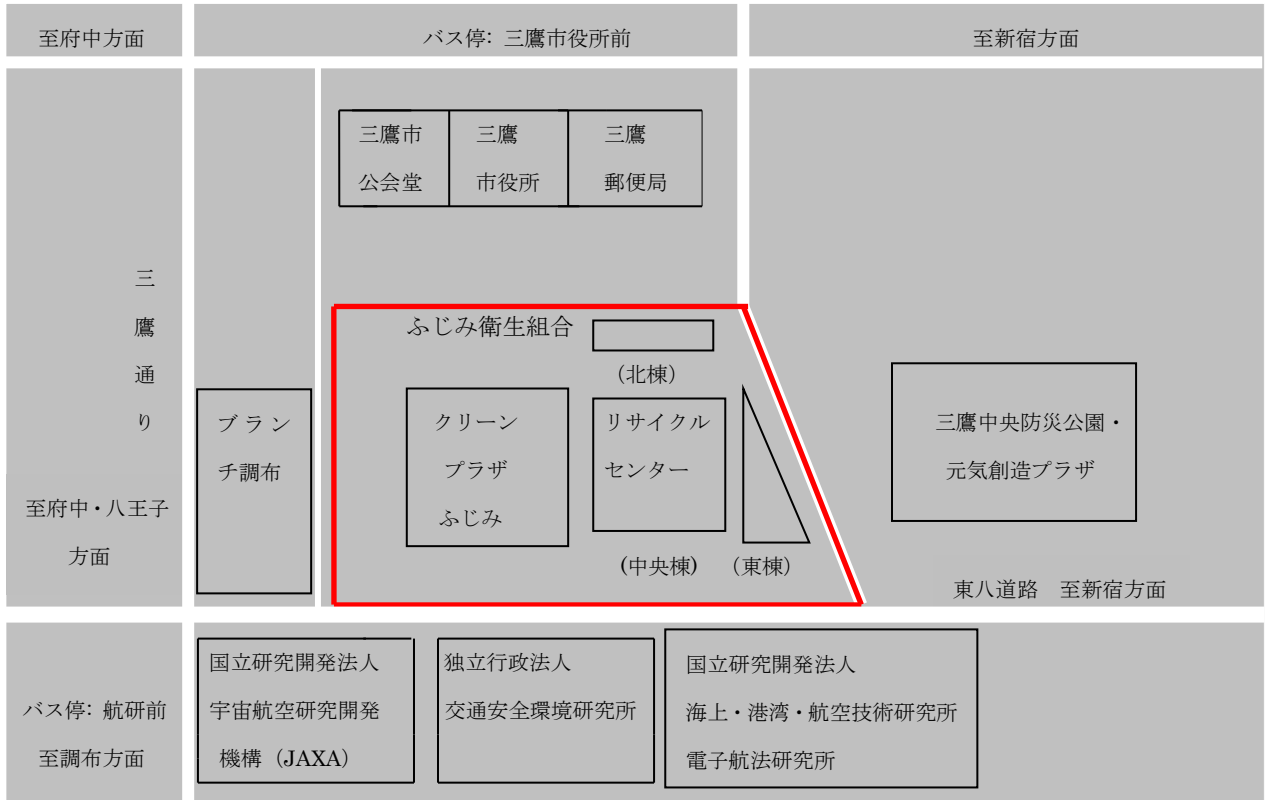 至府中方面
バス停: 三鷹市役所前
至新宿方面
三鷹市
公会堂
三鷹
市役所
三鷹
郵便局
三鷹通り
至府中・八王子
方面
ブラン
チ調布
ふじみ衛生組合
(北棟)
クリーン
プラザ
ふじみ
リサイクル
センター
(中央棟)
(東棟)
三鷹中央防災公園・
元気創造プラザ
東八道路 至新宿方面
バス停: 航研前
至調布方面
国立研究開発法人
宇宙航空研究開発
機構（JAXA）
独立行政法人
交通安全環境研究所
国立研究開発法人
海上・港湾・航空技術研究所
電子航法研究所